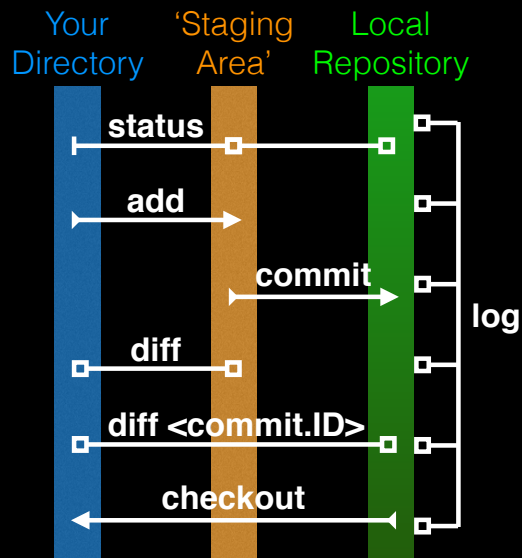 Your
Directory
‘Staging
Area’
Local
Repository
status
add
commit
log
diff
diff <commit.ID>
checkout